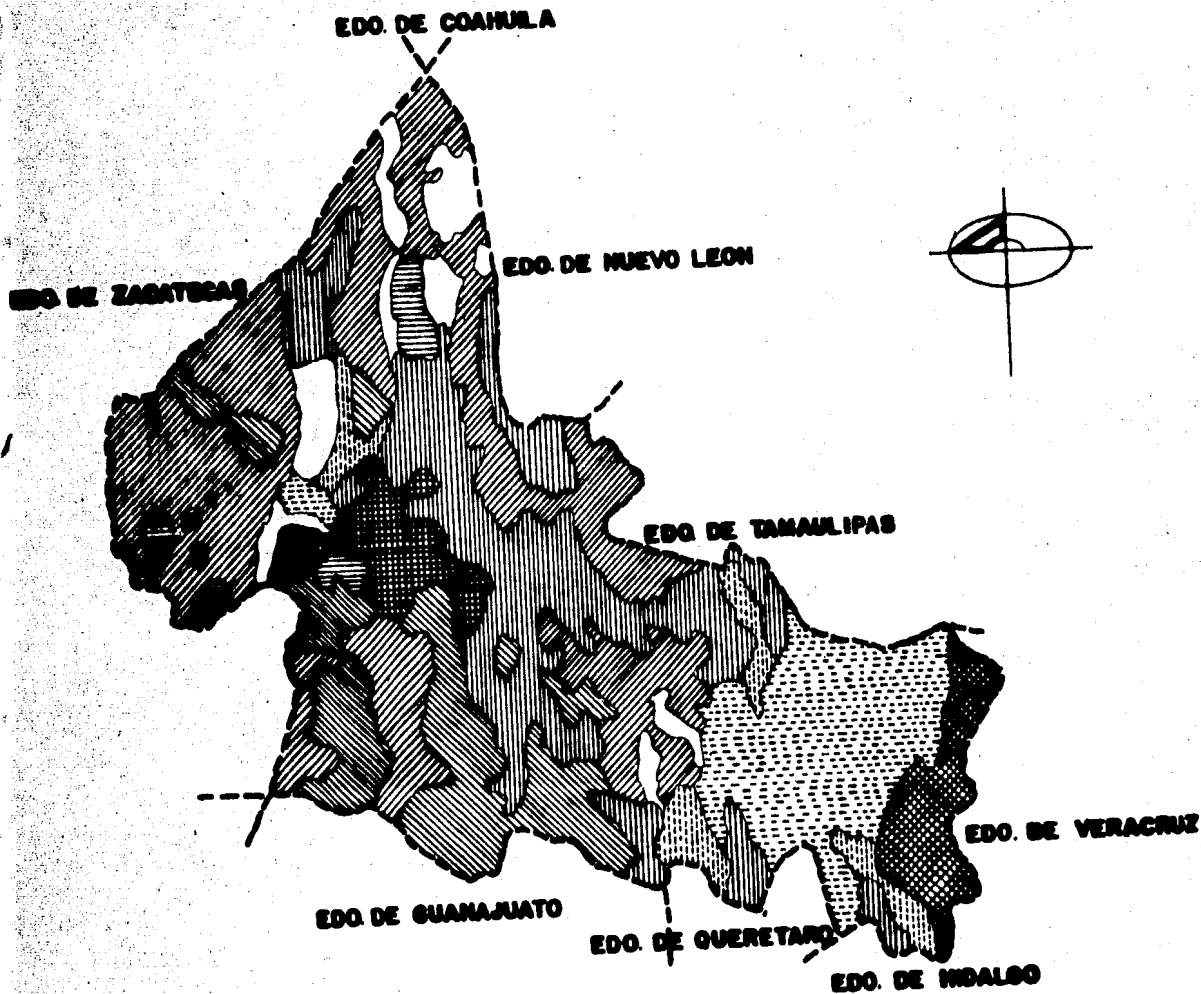 EDO. DE COAHUILA
EDO. DE NUEVO LEON
EDO. DE ZACATECAS
EDO. DE TAMAULIPAS
EDO. DE VERACRUZ
EDO. DE GUANAJUATO
EDO. DE QUERETARO
EDO. DE HIDALGO